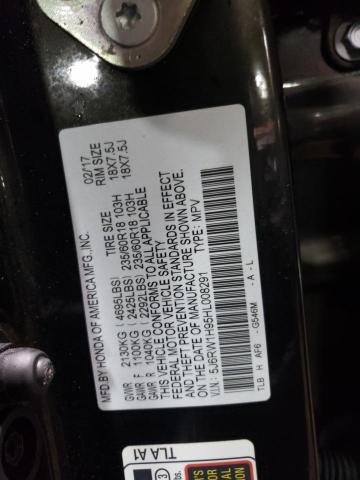 MFD.BY HONDA OF AMERICA MFG.,INC. 02/17
TIRE SIZE RIM SIZE
GVWR 2130KG ( 4695LBS)
GAWR F 1100KG ( 2425LBS) 235/60R18 103H 18X7.5J
GAWR R 1040KG ( 2292LBS) 235/60R18 103H 18X7.5J
THIS VEHICLE CONFORMS TO ALL APPLICABLE
FEDERAL MOTOR VEHICLE SAFETY
AND THEFT PREVENTION STANDARDS IN EFFECT
ON THE DATE OF MANUFACTURE SHOWN ABOVE.
V.I.N.: 5J6RW1H95HL008291 TYPE: MPV
TLB H AF6 - G546M - A - L
TLA A1